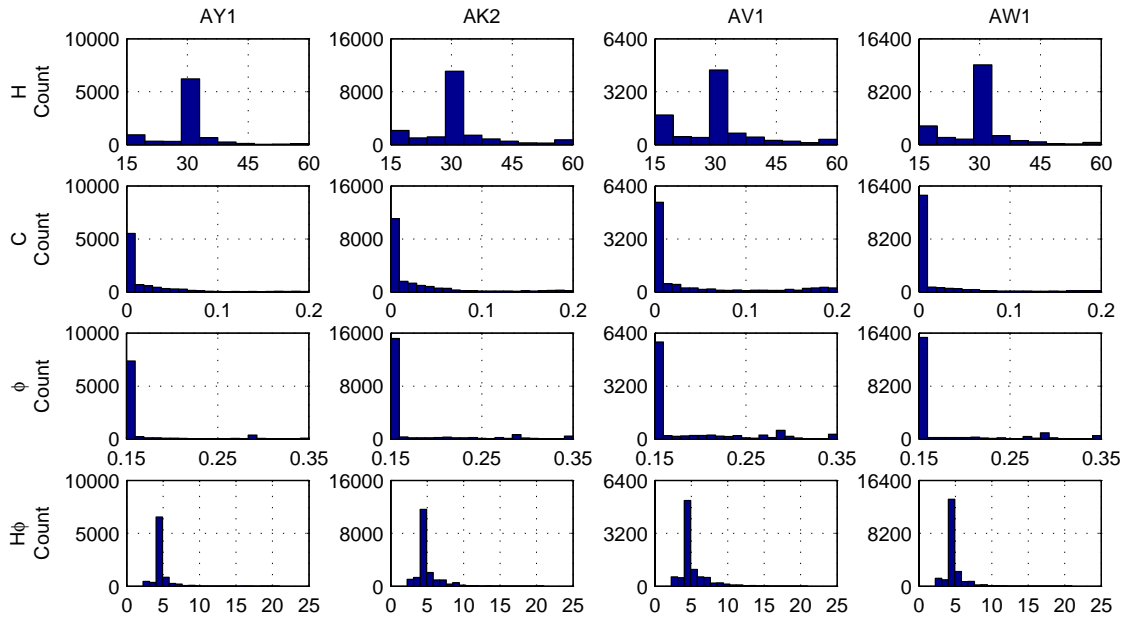 AY1 AK2 AV1 AW1
H
Count
10000 16000 6400 16400
5000 8000 3200 8200
0 0 0 0
15 30 45 60 15 30 45 60 15 30 45 60 15 30 45 60
C
Count
10000 16000 6400 16400
5000 8000 3200 8200
0 0 0 0
0 0.1 0.2 0 0.1 0.2 0 0.1 0.2 0 0.1 0.2
ϕ
Count
10000 16000 6400 16400
5000 8000 3200 8200
0 0 0 0
0.15 0.25 0.35 0.15 0.25 0.35 0.15 0.25 0.35 0.15 0.25 0.35
Hϕ
Count
10000 16000 6400 16400
5000 8000 3200 8200
0 0 0 0
0 5 10 15 20 25 0 5 10 15 20 25 0 5 10 15 20 25 0 5 10 15 20 25